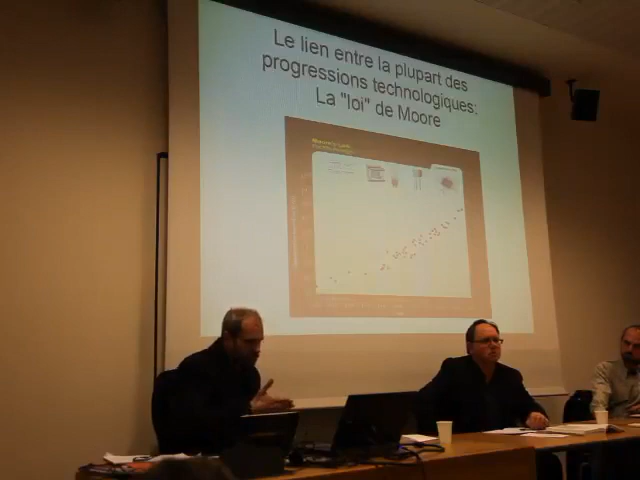 Le lien entre la plupart des
progressions technologiques:
La "loi" de Moore